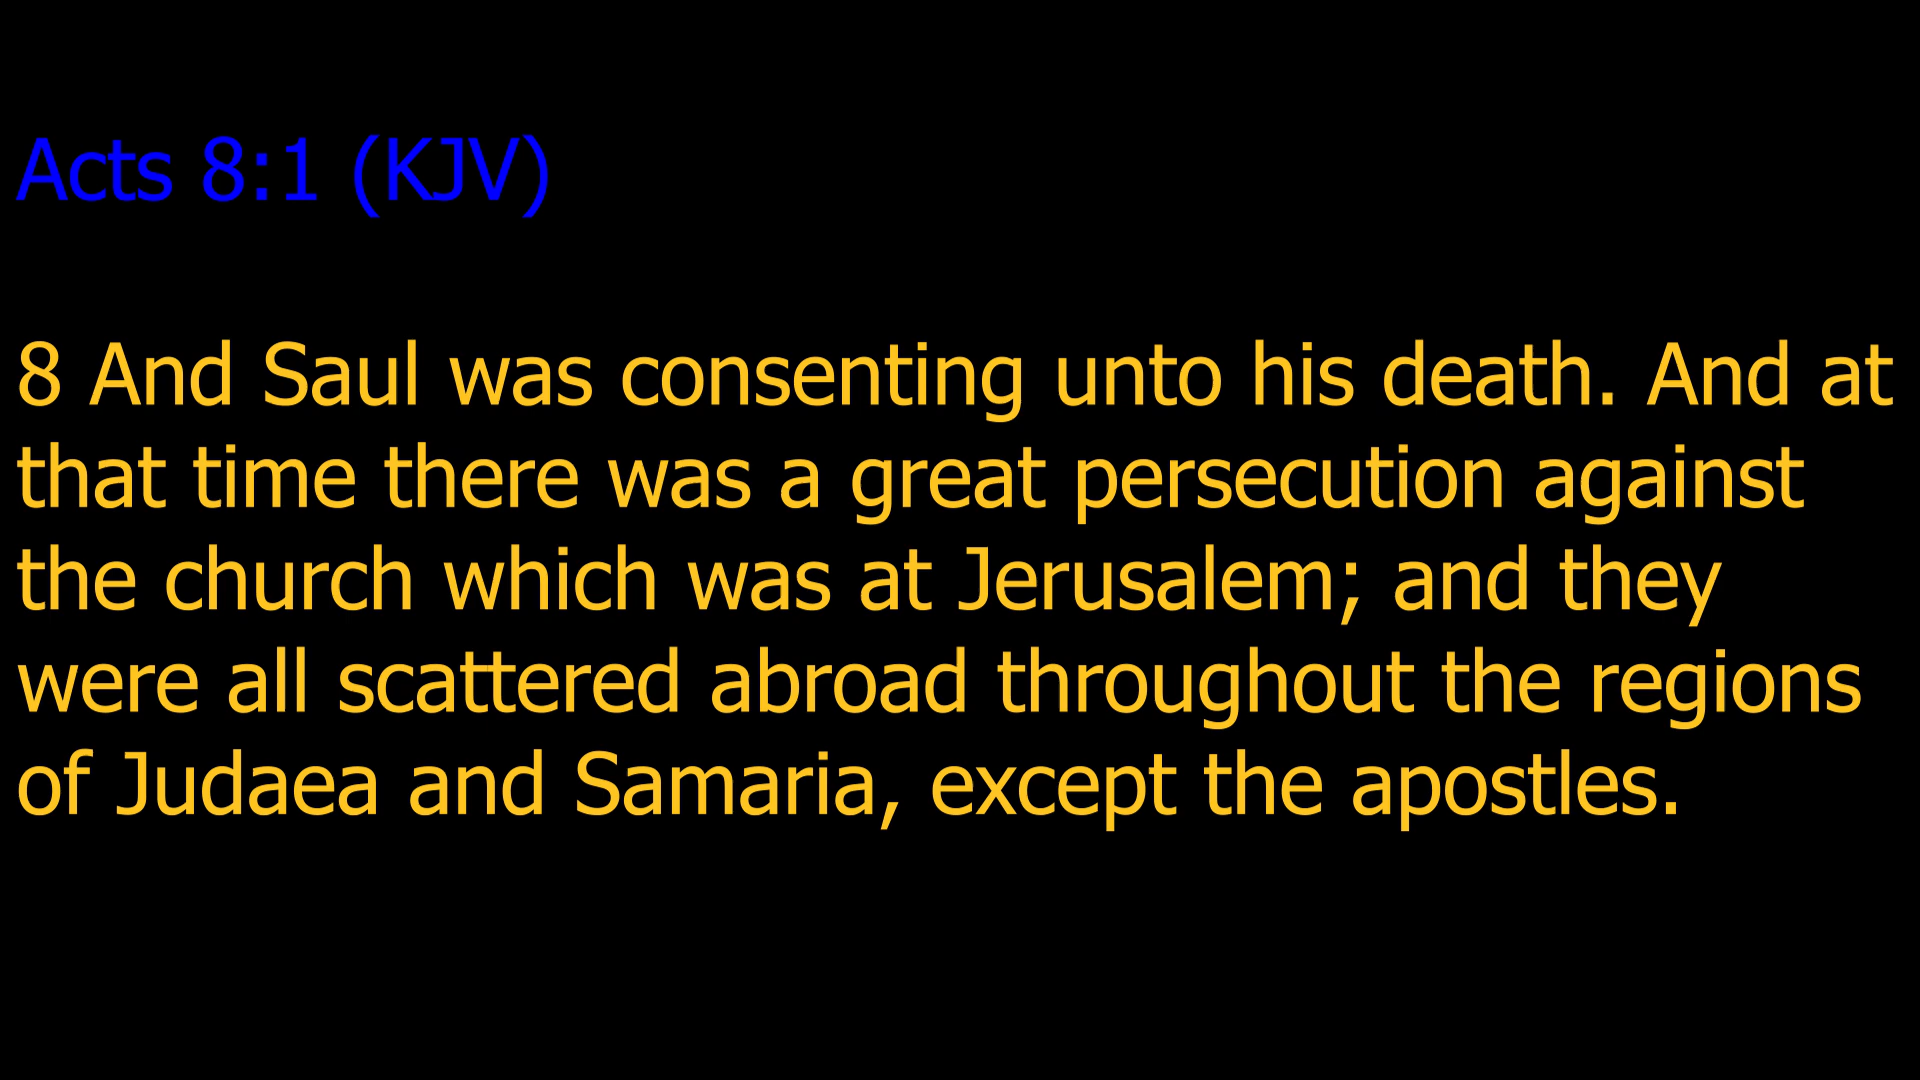 Acts 8:1 (KJV)
8 And Saul was consenting unto his death. And at
that time there was a great persecution against
the church which was at Jerusalem; and they
were all scattered abroad throughout the regions
of Judaea and Samaria, except the apostles.